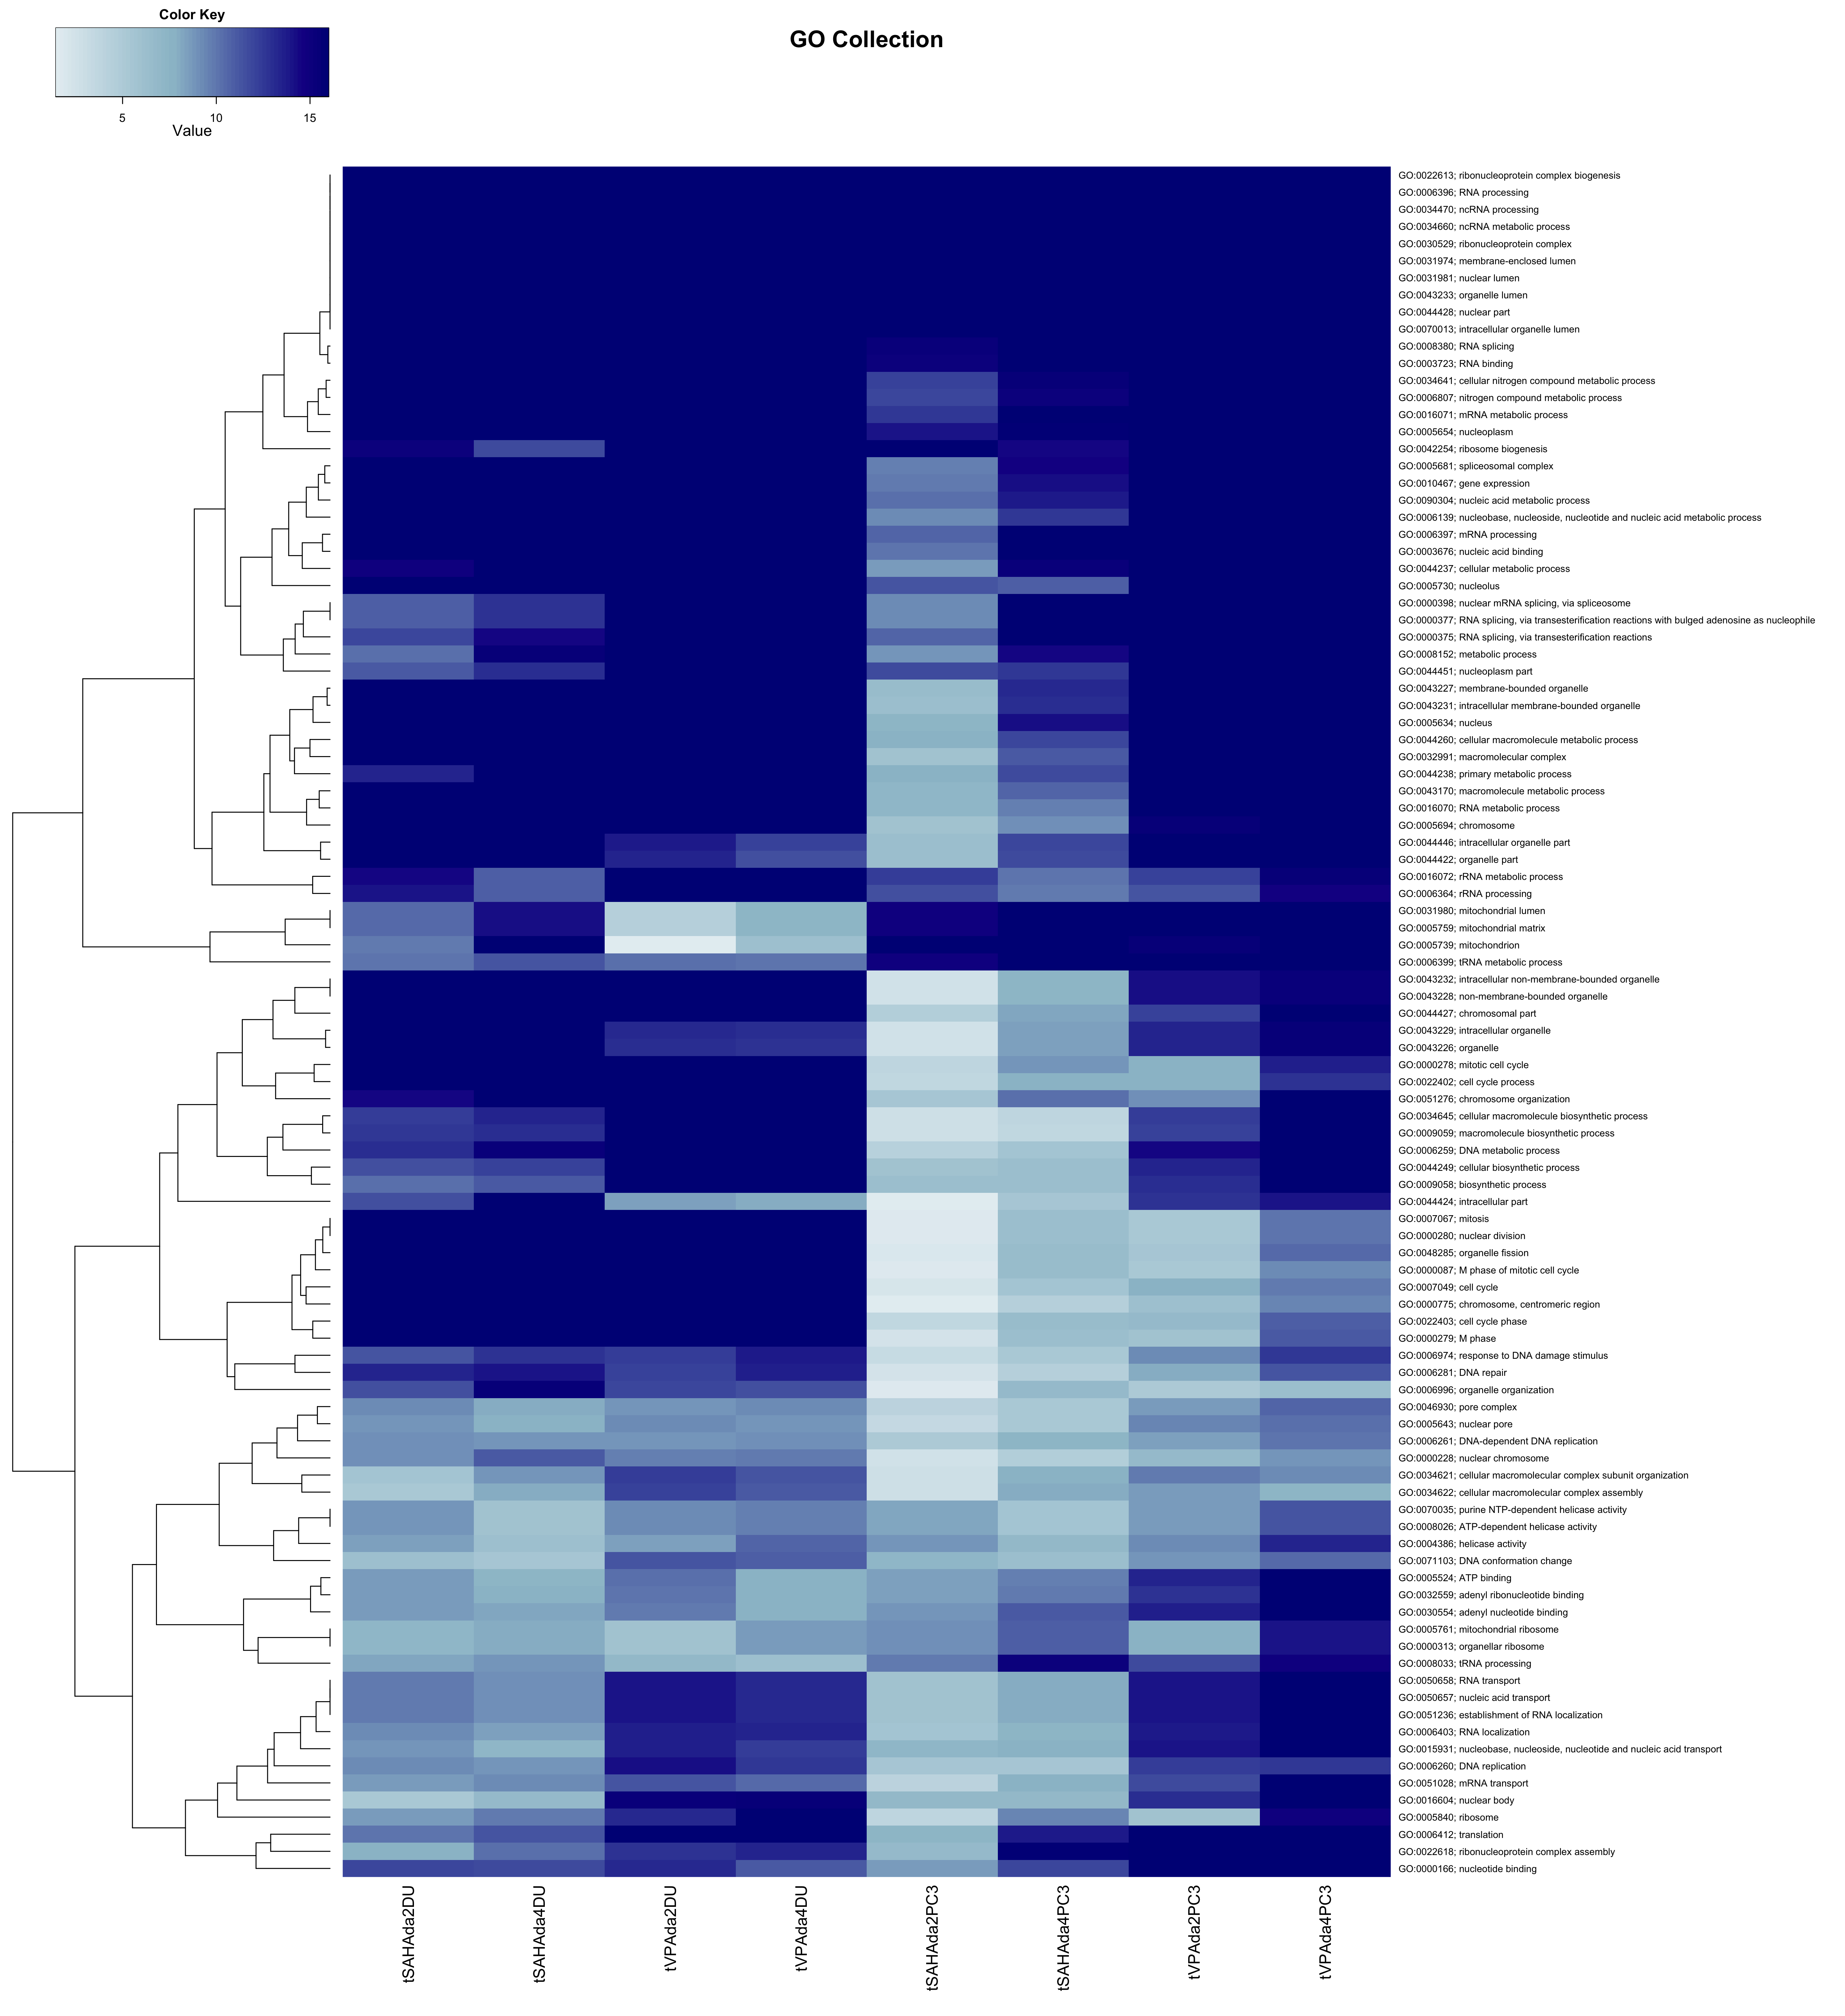 Color Key
GO Collection
5 10 15
Value
GO:0022613; ribonucleoprotein complex biogenesis
GO:0006396; RNA processing
GO:0034470; ncRNA processing
GO:0034660; ncRNA metabolic process
GO:0030529; ribonucleoprotein complex
GO:0031974; membrane-enclosed lumen
GO:0031981; nuclear lumen
GO:0043233; organelle lumen
GO:0044428; nuclear part
GO:0070013; intracellular organelle lumen
GO:0008380; RNA splicing
GO:0003723; RNA binding
GO:0034641; cellular nitrogen compound metabolic process
GO:0006807; nitrogen compound metabolic process
GO:0016071; mRNA metabolic process
GO:0005654; nucleoplasm
GO:0042254; ribosome biogenesis
GO:0005681; spliceosomal complex
GO:0010467; gene expression
GO:0090304; nucleic acid metabolic process
GO:0006139; nucleobase, nucleoside, nucleotide and nucleic acid metabolic process
GO:0006397; mRNA processing
GO:0003676; nucleic acid binding
GO:0044237; cellular metabolic process
GO:0005730; nucleolus
GO:0000398; nuclear mRNA splicing, via spliceosome
GO:0000377; RNA splicing, via transesterification reactions with bulged adenosine as nucleophile
GO:0000375; RNA splicing, via transesterification reactions
GO:0008152; metabolic process
GO:0044451; nucleoplasm part
GO:0043227; membrane-bounded organelle
GO:0043231; intracellular membrane-bounded organelle
GO:0005634; nucleus
GO:0044260; cellular macromolecule metabolic process
GO:0032991; macromolecular complex
GO:0044238; primary metabolic process
GO:0043170; macromolecule metabolic process
GO:0016070; RNA metabolic process
GO:0005694; chromosome
GO:0044446; intracellular organelle part
GO:0044422; organelle part
GO:0016072; rRNA metabolic process
GO:0006364; rRNA processing
GO:0031980; mitochondrial lumen
GO:0005759; mitochondrial matrix
GO:0005739; mitochondrion
GO:0006399; tRNA metabolic process
GO:0043232; intracellular non-membrane-bounded organelle
GO:0043228; non-membrane-bounded organelle
GO:0044427; chromosomal part
GO:0043229; intracellular organelle
GO:0043226; organelle
GO:0000278; mitotic cell cycle
GO:0022402; cell cycle process
GO:0051276; chromosome organization
GO:0034645; cellular macromolecule biosynthetic process
GO:0009059; macromolecule biosynthetic process
GO:0006259; DNA metabolic process
GO:0044249; cellular biosynthetic process
GO:0009058; biosynthetic process
GO:0044424; intracellular part
GO:0007067; mitosis
GO:0000280; nuclear division
GO:0048285; organelle fission
GO:0000087; M phase of mitotic cell cycle
GO:0007049; cell cycle
GO:0000775; chromosome, centromeric region
GO:0022403; cell cycle phase
GO:0000279; M phase
GO:0006974; response to DNA damage stimulus
GO:0006281; DNA repair
GO:0006996; organelle organization
GO:0046930; pore complex
GO:0005643; nuclear pore
GO:0006261; DNA-dependent DNA replication
GO:0000228; nuclear chromosome
GO:0034621; cellular macromolecular complex subunit organization
GO:0034622; cellular macromolecular complex assembly
GO:0070035; purine NTP-dependent helicase activity
GO:0008026; ATP-dependent helicase activity
GO:0004386; helicase activity
GO:0071103; DNA conformation change
GO:0005524; ATP binding
GO:0032559; adenyl ribonucleotide binding
GO:0030554; adenyl nucleotide binding
GO:0005761; mitochondrial ribosome
GO:0000313; organellar ribosome
GO:0008033; tRNA processing
GO:0050658; RNA transport
GO:0050657; nucleic acid transport
GO:0051236; establishment of RNA localization
GO:0006403; RNA localization
GO:0015931; nucleobase, nucleoside, nucleotide and nucleic acid transport
GO:0006260; DNA replication
GO:0051028; mRNA transport
GO:0016604; nuclear body
GO:0005840; ribosome
GO:0006412; translation
GO:0022618; ribonucleoprotein complex assembly
GO:0000166; nucleotide binding
tSAHAda2DU
tSAHAda4DU
tVPAda2DU
tVPAda4DU
tSAHAda2PC3
tSAHAda4PC3
tVPAda2PC3
tVPAda4PC3